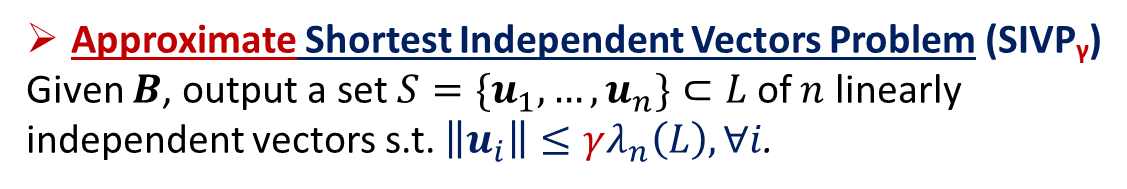 ➢ Approximate Shortest Independent Vectors Problem (SIVPγ)
Given 𝑩, output a set 𝑆 = {𝒖₁, … , 𝒖ₙ} ⊂ 𝐿 of 𝑛 linearly
independent vectors s.t. ‖𝒖ᵢ‖ ≤ 𝛾𝜆ₙ(𝐿), ∀𝑖.